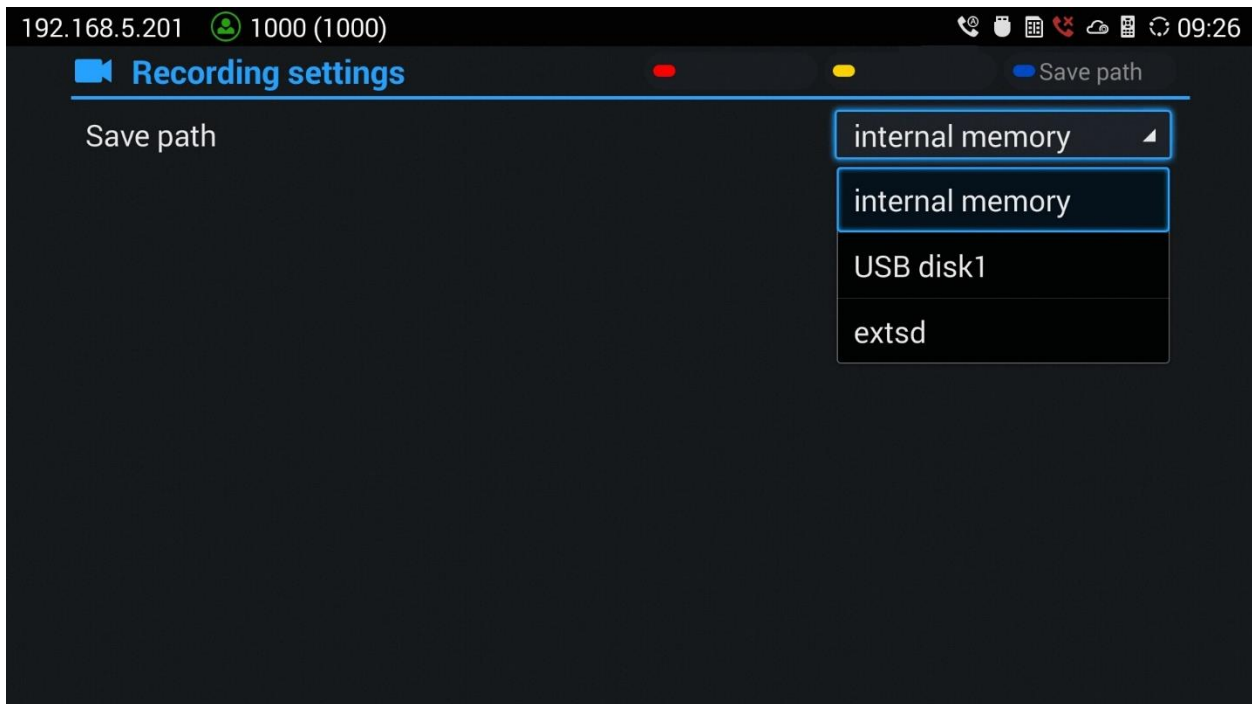 192.168.5.201 1000 (1000) 09:26
Recording settings Save path
Save path internal memory
internal memory
USB disk1
extsd